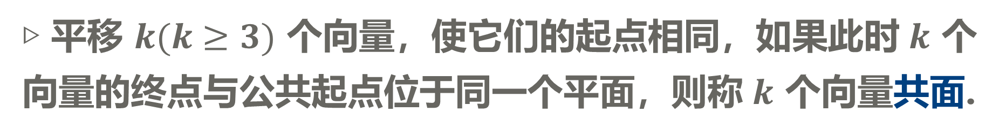 ▷ 平移 k(k ≥ 3) 个向量，使它们的起点相同，如果此时 k 个
向量的终点与公共起点位于同一个平面，则称 k 个向量共面.